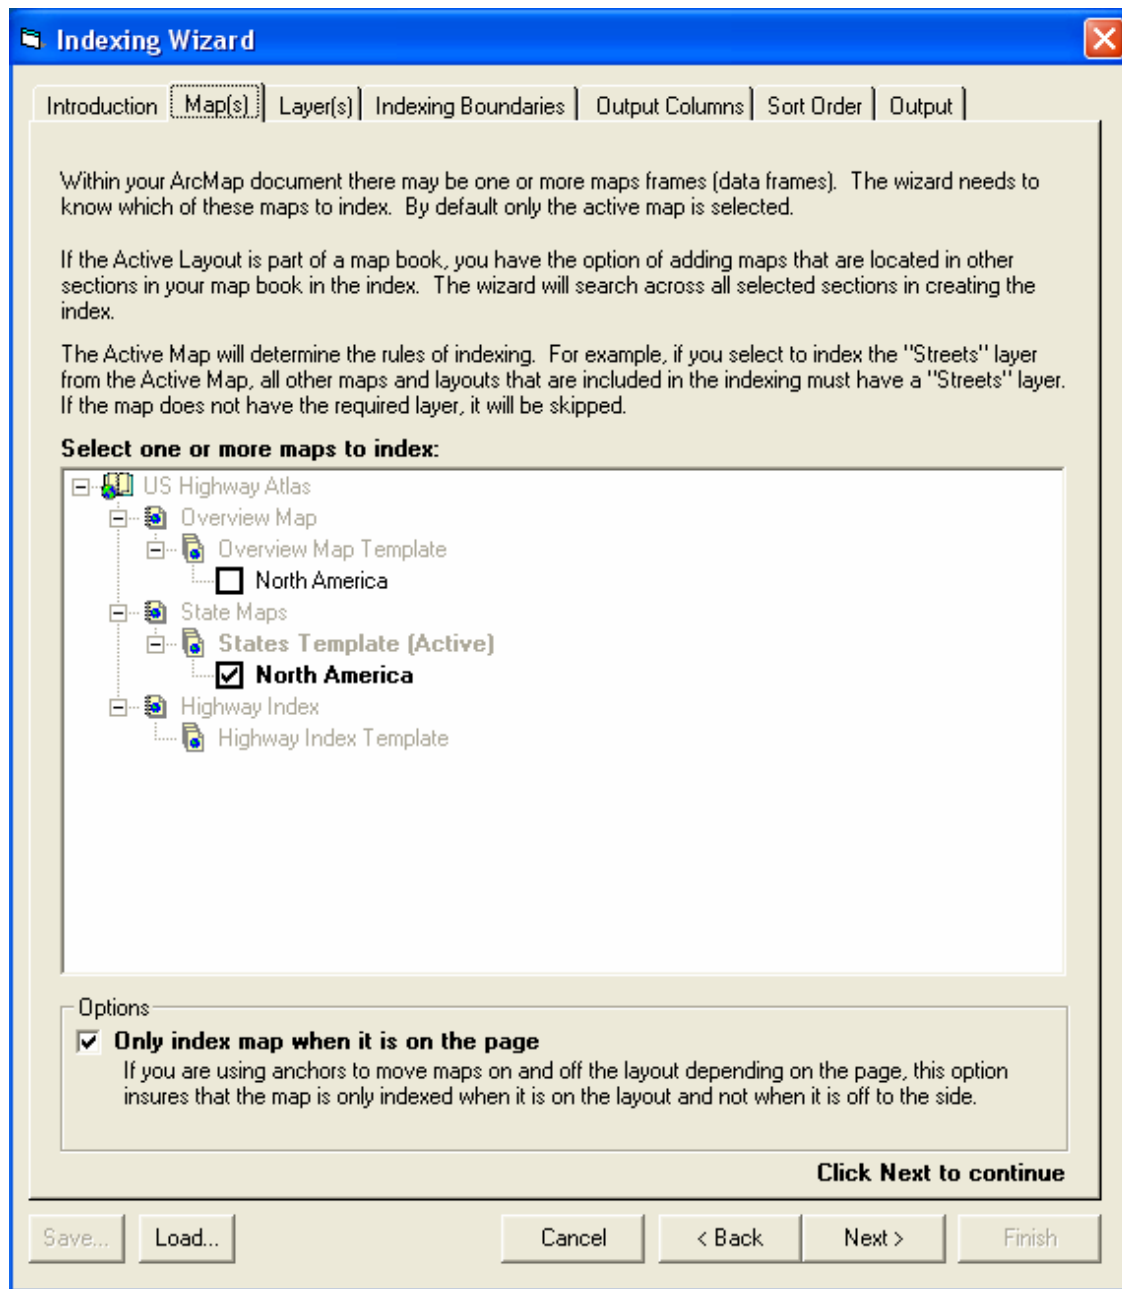 Indexing Wizard
Introduction Map(s) Layer(s) Indexing Boundaries Output Columns Sort Order Output
Within your ArcMap document there may be one or more maps frames (data frames). The wizard needs to
know which of these maps to index. By default only the active map is selected.
If the Active Layout is part of a map book, you have the option of adding maps that are located in other
sections in your map book in the index. The wizard will search across all selected sections in creating the
index.
The Active Map will determine the rules of indexing. For example, if you select to index the "Streets" layer
from the Active Map, all other maps and layouts that are included in the indexing must have a "Streets" layer.
If the map does not have the required layer, it will be skipped.
Select one or more maps to index:
US Highway Atlas
Overview Map
Overview Map Template
North America
State Maps
States Template (Active)
North America
Highway Index
Highway Index Template
Options
Only index map when it is on the page
If you are using anchors to move maps on and off the layout depending on the page, this option
insures that the map is only indexed when it is on the layout and not when it is off to the side.
Click Next to continue
Save... Load... Cancel < Back Next > Finish